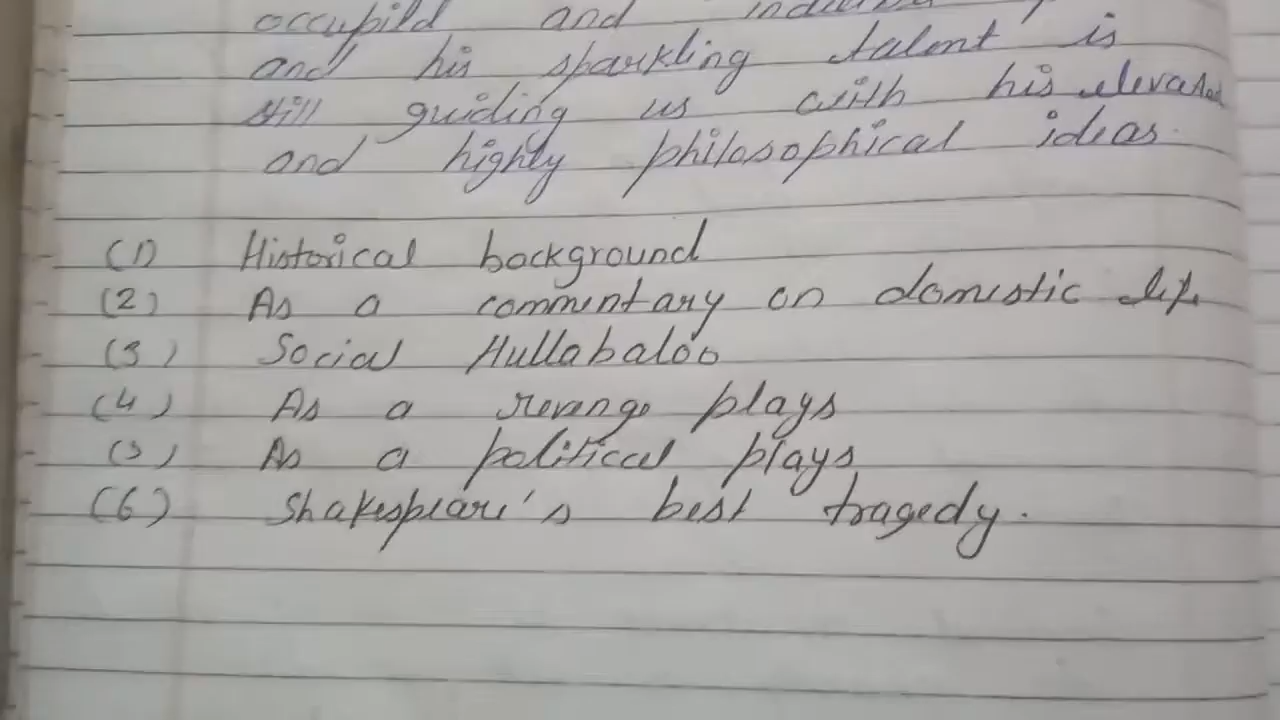 occupild and
and his sparkling talent is
still guiding us with his elevated
and highly philosophical ideas.
(1) Historical background
(2) As a commentary on domestic life
(3) Social Hullabaloo
(4) As a revenge plays
(5) As a political plays
(6) Shakespeare's best tragedy.